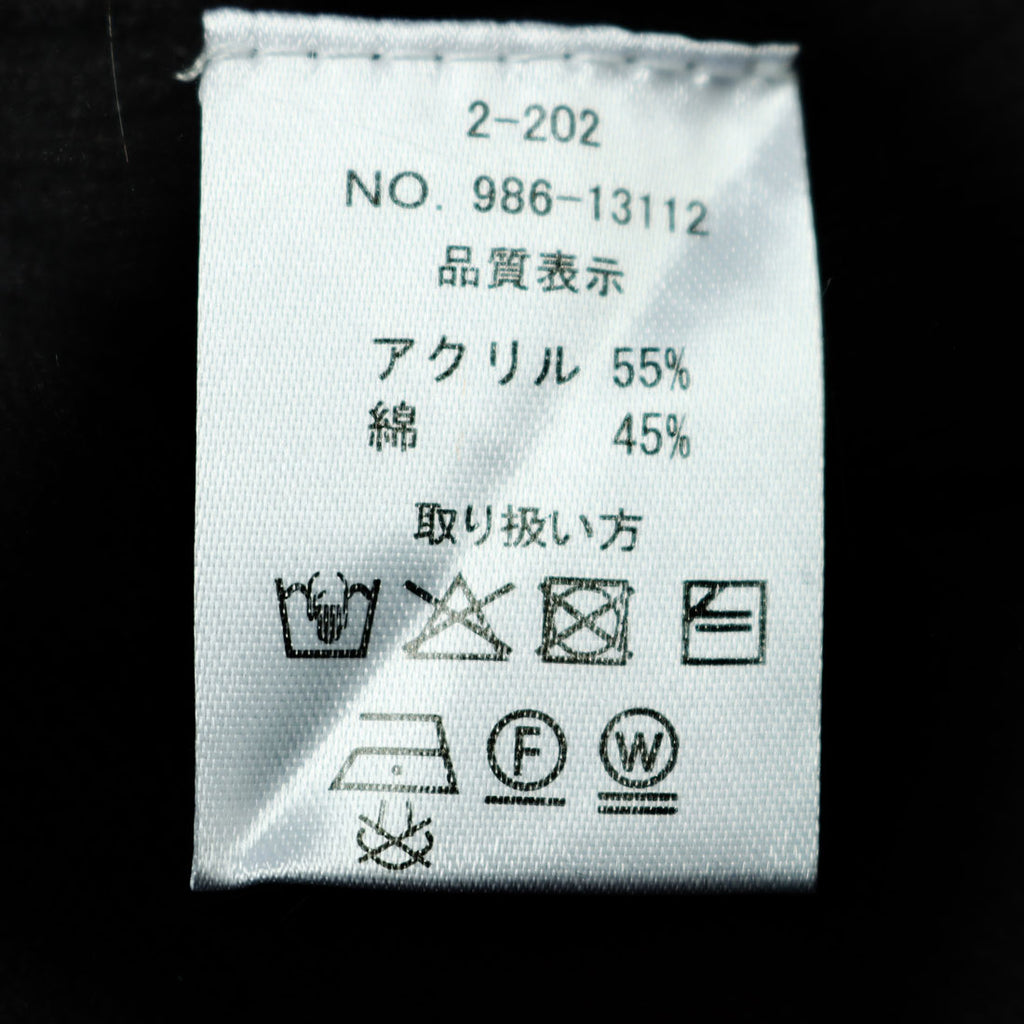 2-202
NO. 986-13112
品質表示
アクリル 55%
綿 45%
取り扱い方
F W